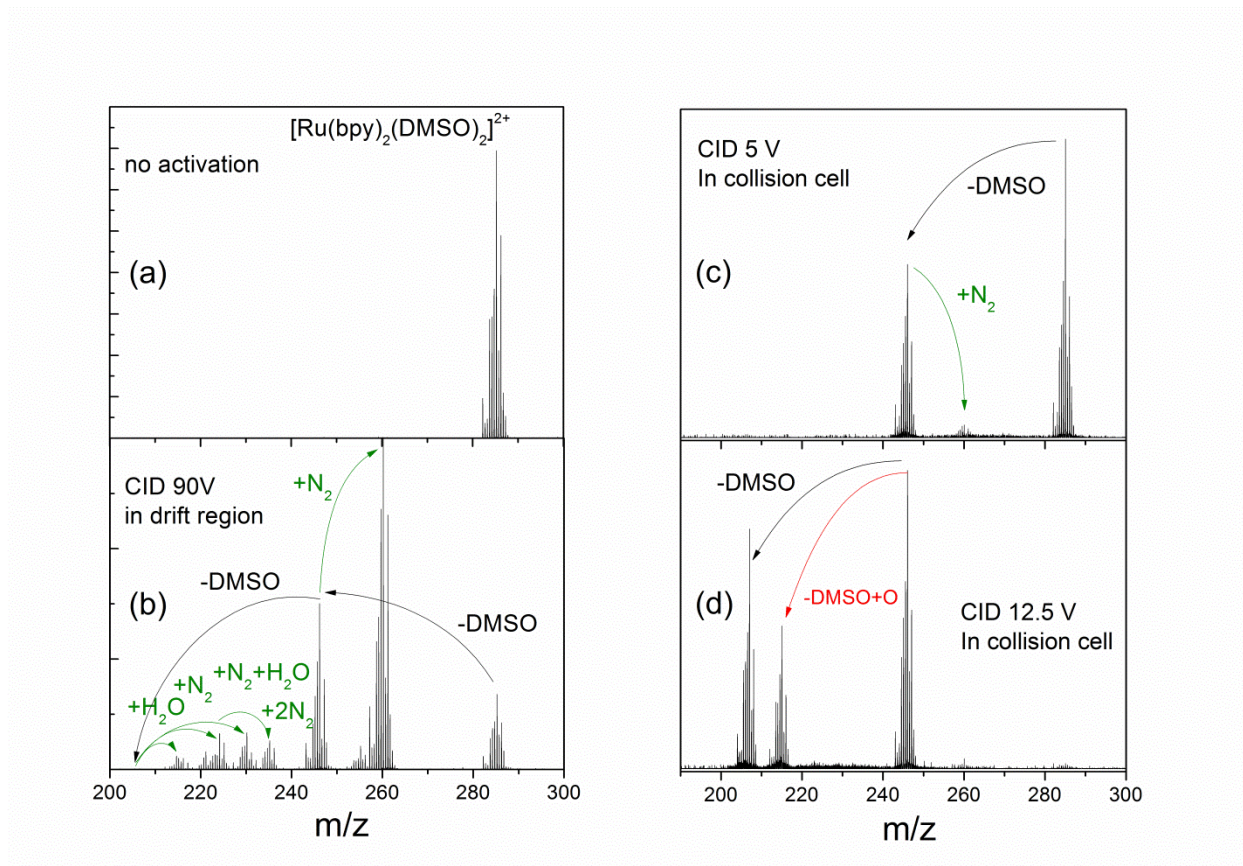 [Ru(bpy)2(DMSO)2]2+
no activation
(a)
CID 90V
in drift region
+N2
-DMSO
-DMSO
(b)
+N2+H2O
+N2
+H2O
+2N2
200 220 240 260 280 300
m/z
CID 5 V
In collision cell
-DMSO
(c)
+N2
-DMSO
-DMSO+O
(d)
CID 12.5 V
In collision cell
200 220 240 260 280 300
m/z